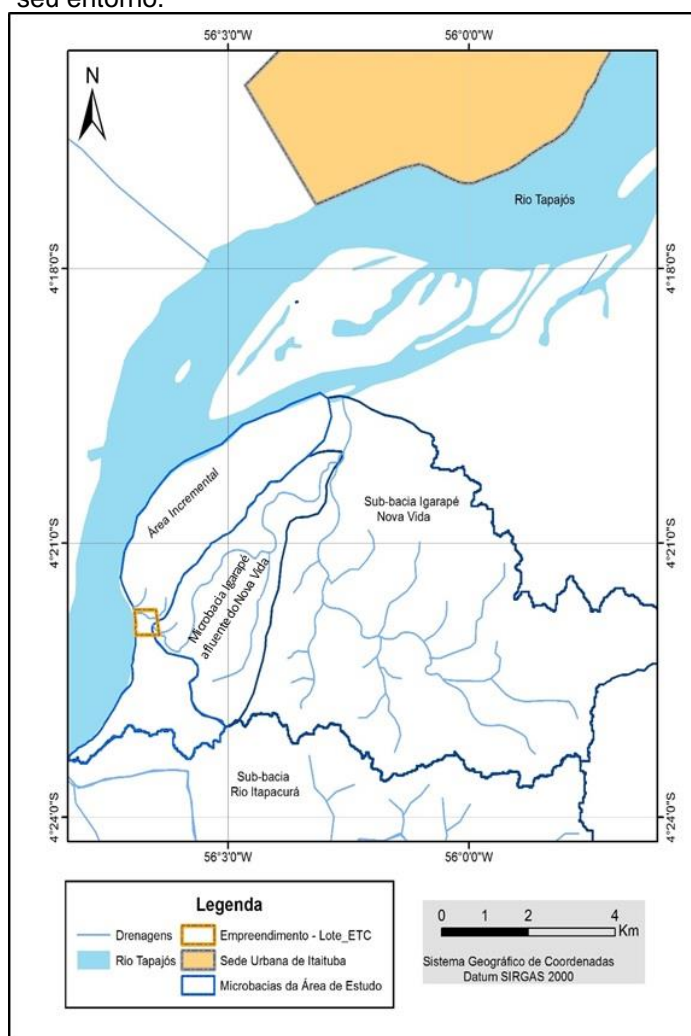 seu entorno.
56°3'0"W
56°0'0"W
N
Rio Tapajós
4°18'0"S
4°18'0"S
Área Incremental
Sub-bacia Igarapé
Nova Vida
4°21'0"S
4°21'0"S
Microbacia Igarapé
afluente do Nova Vida
Sub-bacia
Rio Itapacurá
4°24'0"S
4°24'0"S
56°3'0"W
56°0'0"W
Legenda
Drenagens
Empreendimento - Lote_ETC
Rio Tapajós
Sede Urbana de Itaituba
Microbacias da Área de Estudo
0 1 2 4
Km
Sistema Geográfico de Coordenadas
Datum SIRGAS 2000